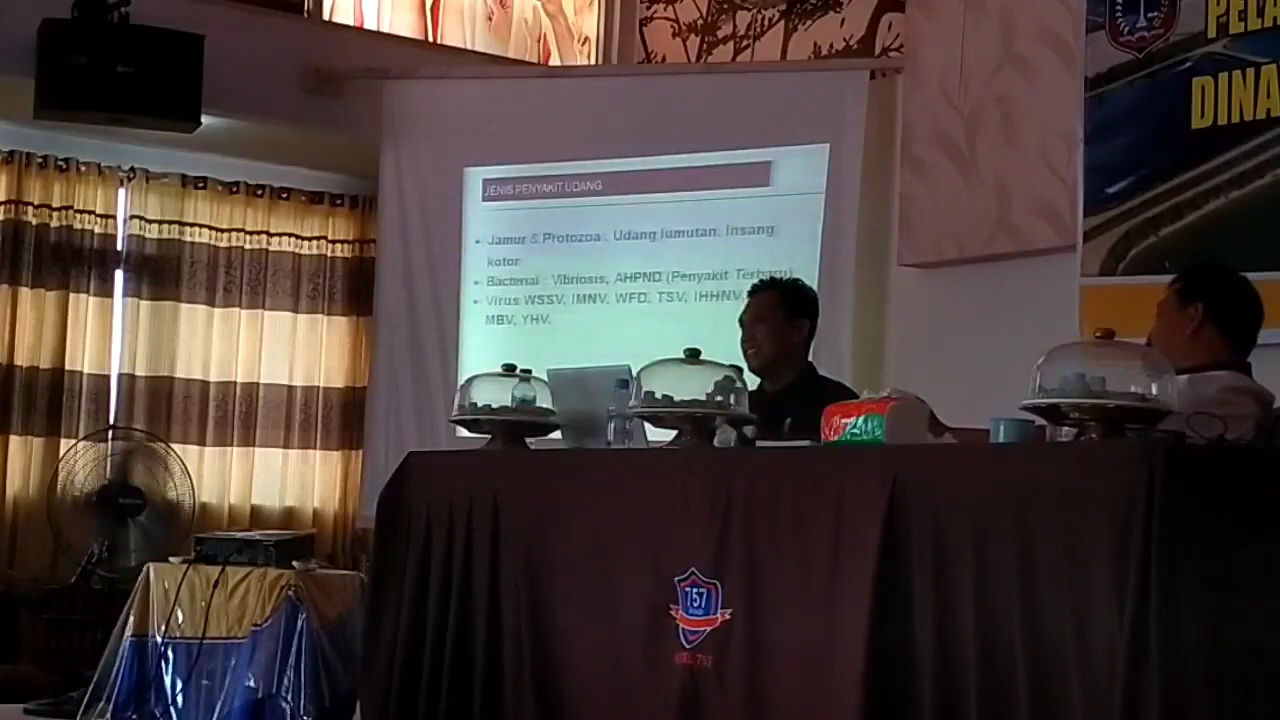 PELA
DINA
JENIS PENYAKIT UDANG
Jamur & Protozoa : Udang lumutan, Insang
kotor
Bacterial : Vibriosis, AHPND (Penyakit Terbaru)
Virus WSSV, IMNV, WFD, TSV, IHHNV
MBV, YHV.
757